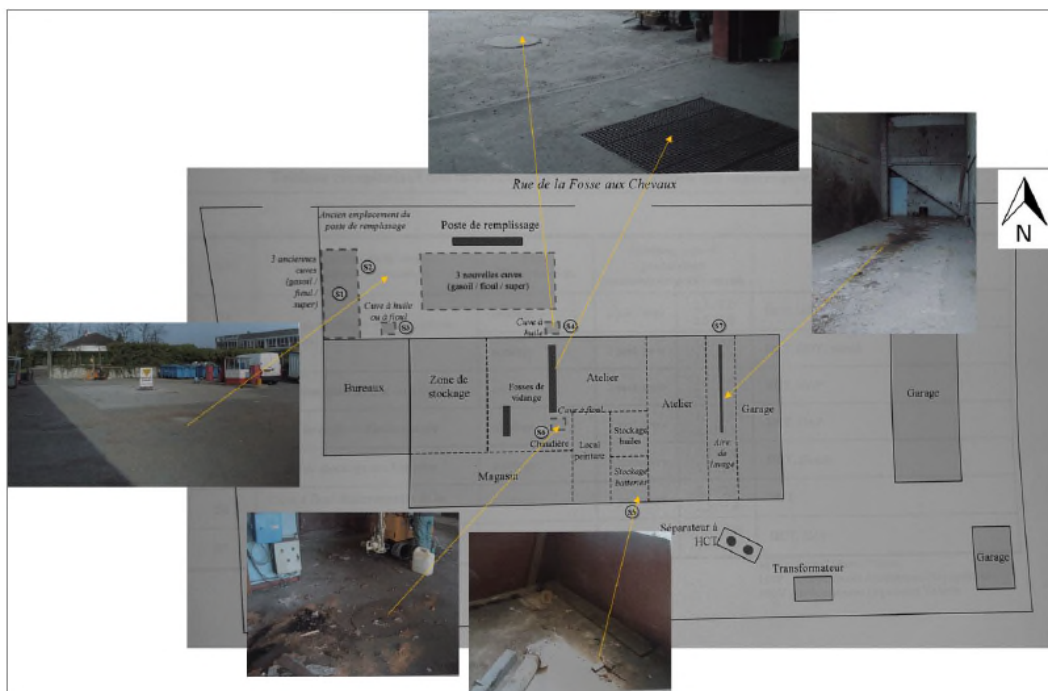 Rue de la Fosse aux Chevaux
N
Ancien emplacement du
poste de remplissage
Poste de remplissage
3 anciennes
cuves
(gasoil /
fioul /
super)
S2
S1
3 nouvelles cuves
(gasoil / fioul / super)
Cuve à huile
ou à fioul
S3
Cuve à
huile
S4
S7
Bureaux
Zone de
stockage
Fosses de
vidange
Atelier
Atelier
Garage
Garage
Cuve à fioul
S6
Chaudière
Local
peinture
Stockage
huiles
Stockage
batteries
Aire
de
lavage
Magasin
S5
Séparateur à
HCT
Transformateur
Garage